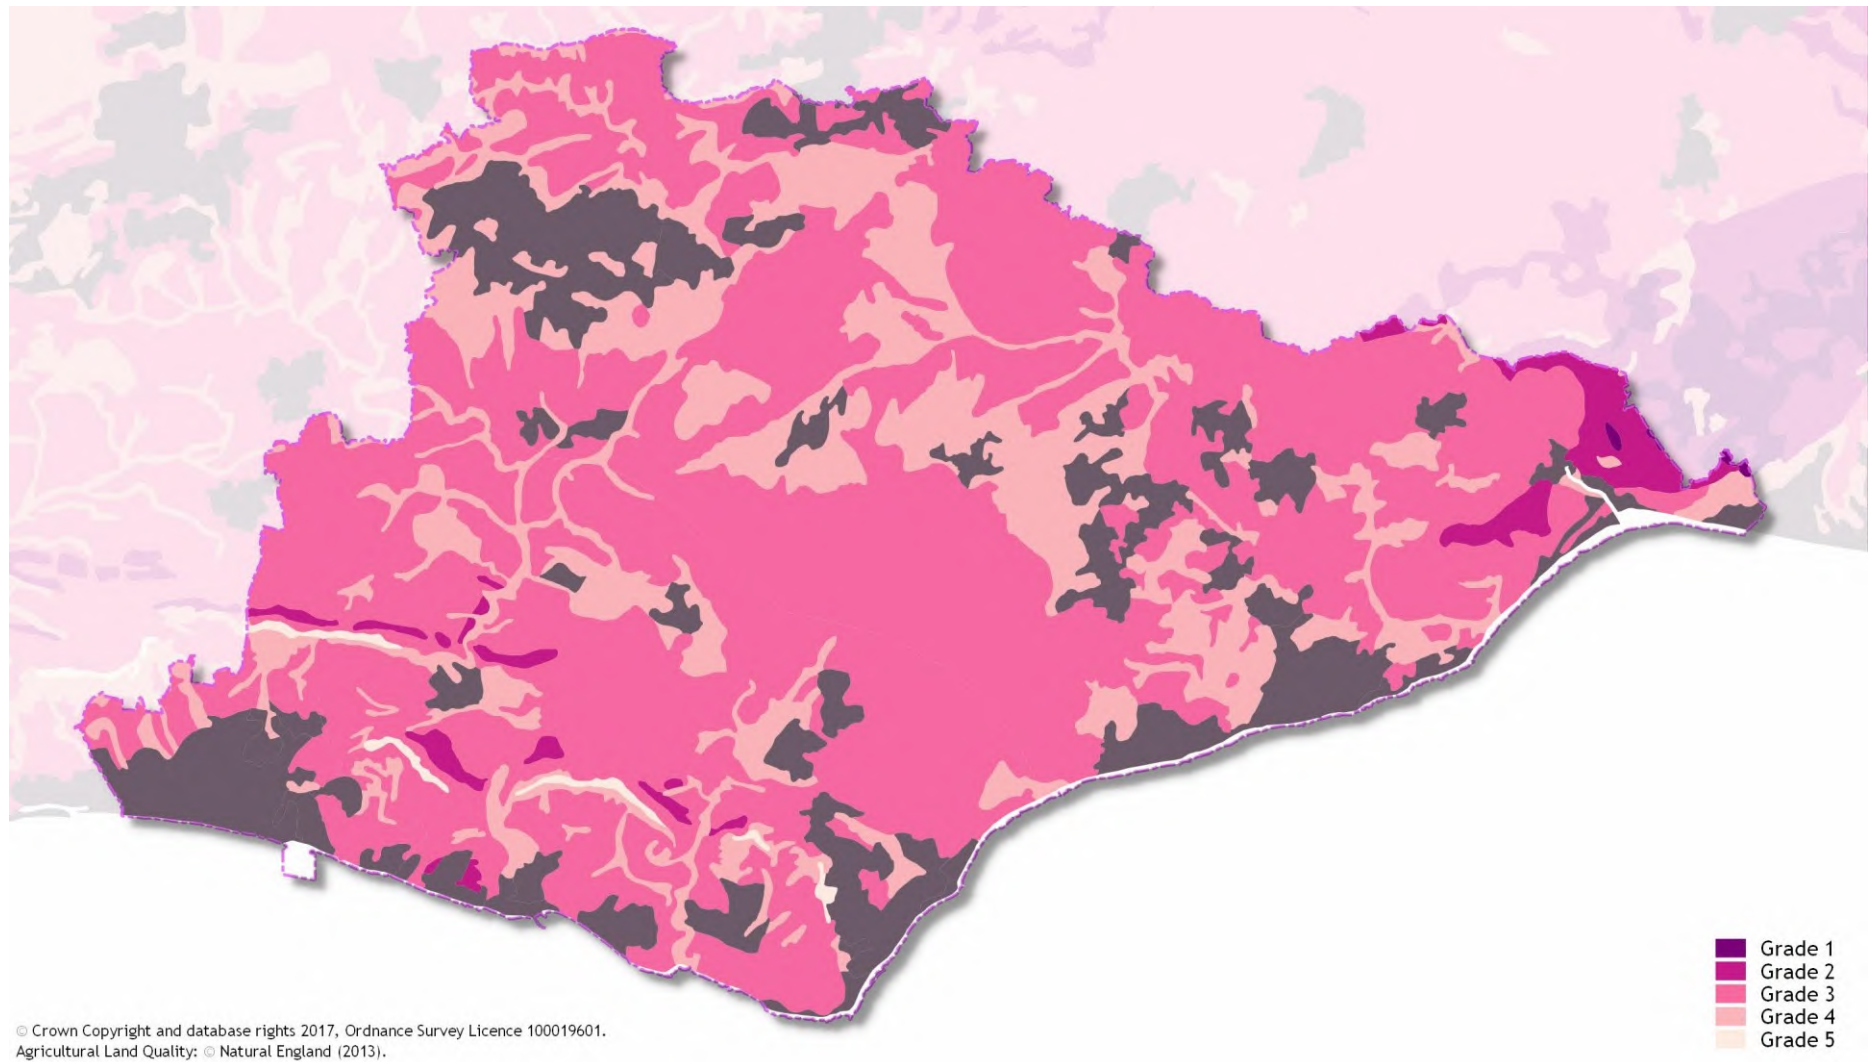 Grade 1
Grade 2
Grade 3
Grade 4
Grade 5
© Crown Copyright and database rights 2017, Ordnance Survey Licence 100019601.
Agricultural Land Quality: © Natural England (2013).